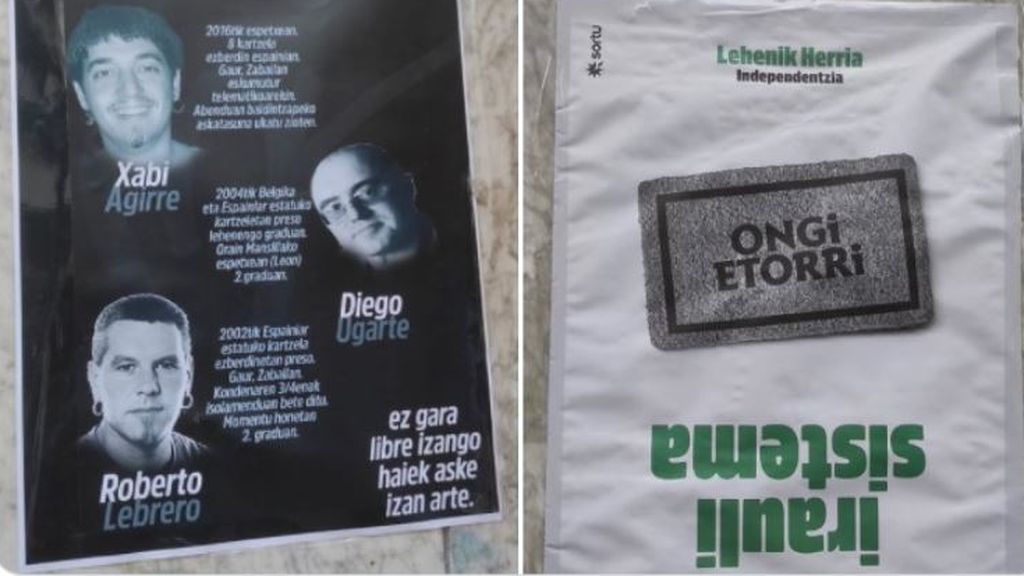 2016tik espetxean.
8 kartzela
ezberdin espainian.
Gaur, Zaballan
eskumutur
telematikoarekin.
Abenduan baldintzapeko
askatasuna ukatu zioten.
Xabi
Agirre
2004tik Belgika
eta Espainiar estatuko
kartzeletan preso
lehenengo graduan.
Orain Mansillako
espetxean (Leon)
2. graduan.
Diego
Ugarte
2002tik Espainiar
estatuko kartzela
ezberdinetan preso.
Gaur, Zaballan.
Kondenaren 3/4enak
isolamenduan bete ditu.
Momentu honetan
2. graduan.
Roberto
Lebrero
ez gara
libre izango
haiek aske
izan arte.
sortu
Lehenik Herria
Independentzia
ONGi
ETORRi
irauli
sistema